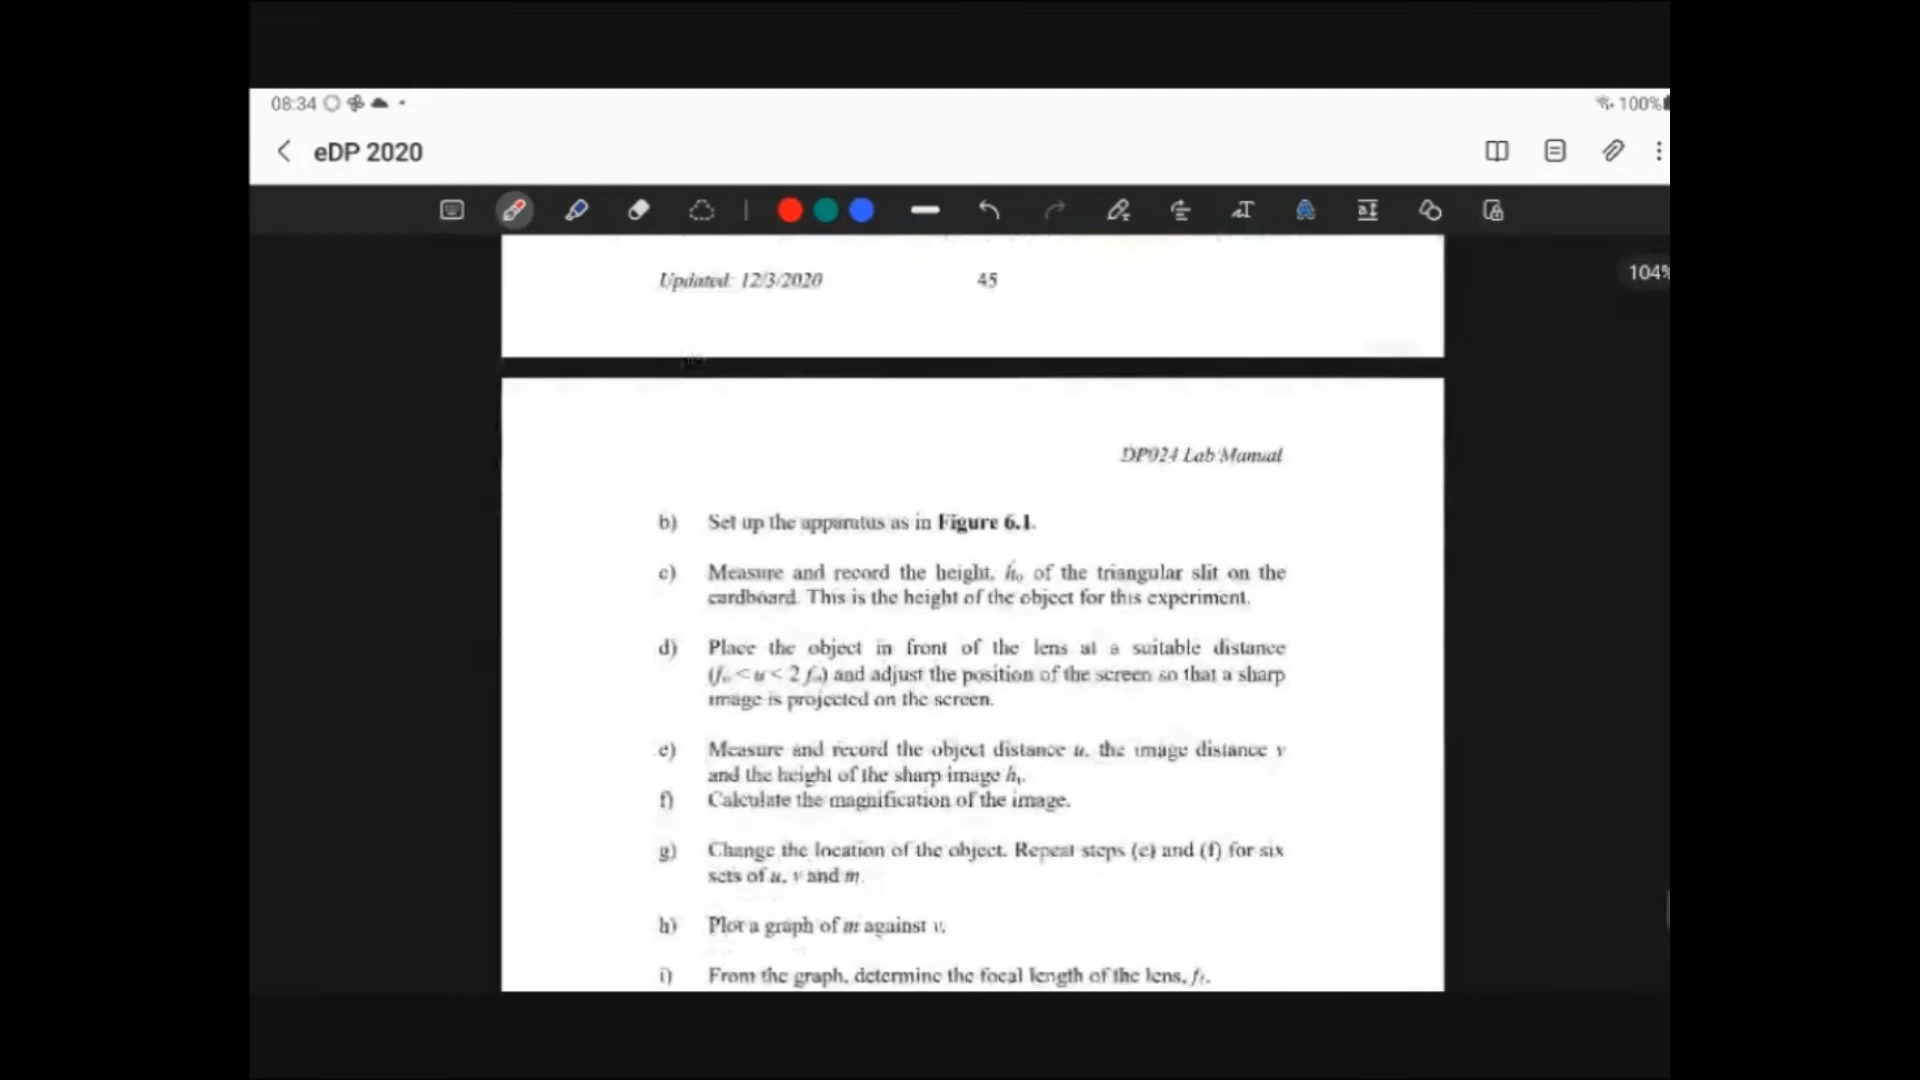 08:34
100%
eDP 2020
104%
Updated: 12/3/2020 45
DP024 Lab Manual
b) Set up the apparatus as in Figure 6.1.
c) Measure and record the height, h₀ of the triangular slit on the
cardboard. This is the height of the object for this experiment.
d) Place the object in front of the lens at a suitable distance
(fₒ < u < 2 fₒ) and adjust the position of the screen so that a sharp
image is projected on the screen.
e) Measure and record the object distance u, the image distance v
and the height of the sharp image hᵢ.
f) Calculate the magnification of the image.
g) Change the location of the object. Repeat steps (e) and (f) for six
sets of u, v and m.
h) Plot a graph of m against v.
i) From the graph, determine the focal length of the lens, f₁.